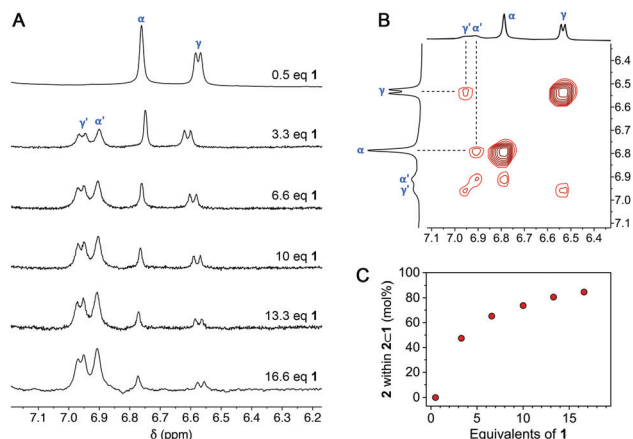 A
α
γ
0.5 eq 1
γ' α'
3.3 eq 1
6.6 eq 1
10 eq 1
13.3 eq 1
16.6 eq 1
7.1 7.0 6.9 6.8 6.7 6.6 6.5 6.4 6.3 6.2
δ (ppm)
B
γ' α' α γ
γ
α
α'
γ'
6.4
6.5
6.6
6.7
6.8
6.9
7.0
7.1
7.1 7.0 6.9 6.8 6.7 6.6 6.5 6.4
C
2 within 2⊂1 (mol%)
100
80
60
40
20
0
0 5 10 15
Equivalents of 1